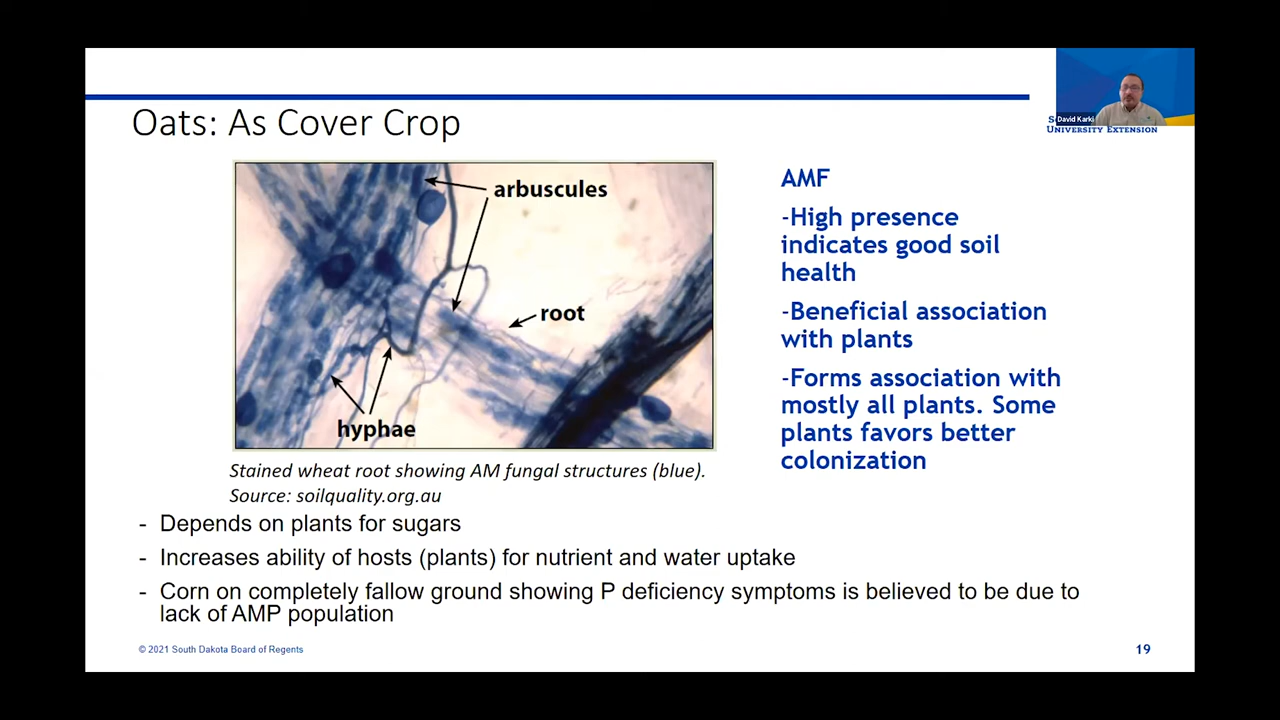 Oats: As Cover Crop
David Karki
UNIVERSITY EXTENSION
arbuscules
root
hyphae
Stained wheat root showing AM fungal structures (blue).
Source: soilquality.org.au
AMF
-High presence
indicates good soil
health
-Beneficial association
with plants
-Forms association with
mostly all plants. Some
plants favors better
colonization
- Depends on plants for sugars
- Increases ability of hosts (plants) for nutrient and water uptake
- Corn on completely fallow ground showing P deficiency symptoms is believed to be due to
lack of AMP population
© 2021 South Dakota Board of Regents
19